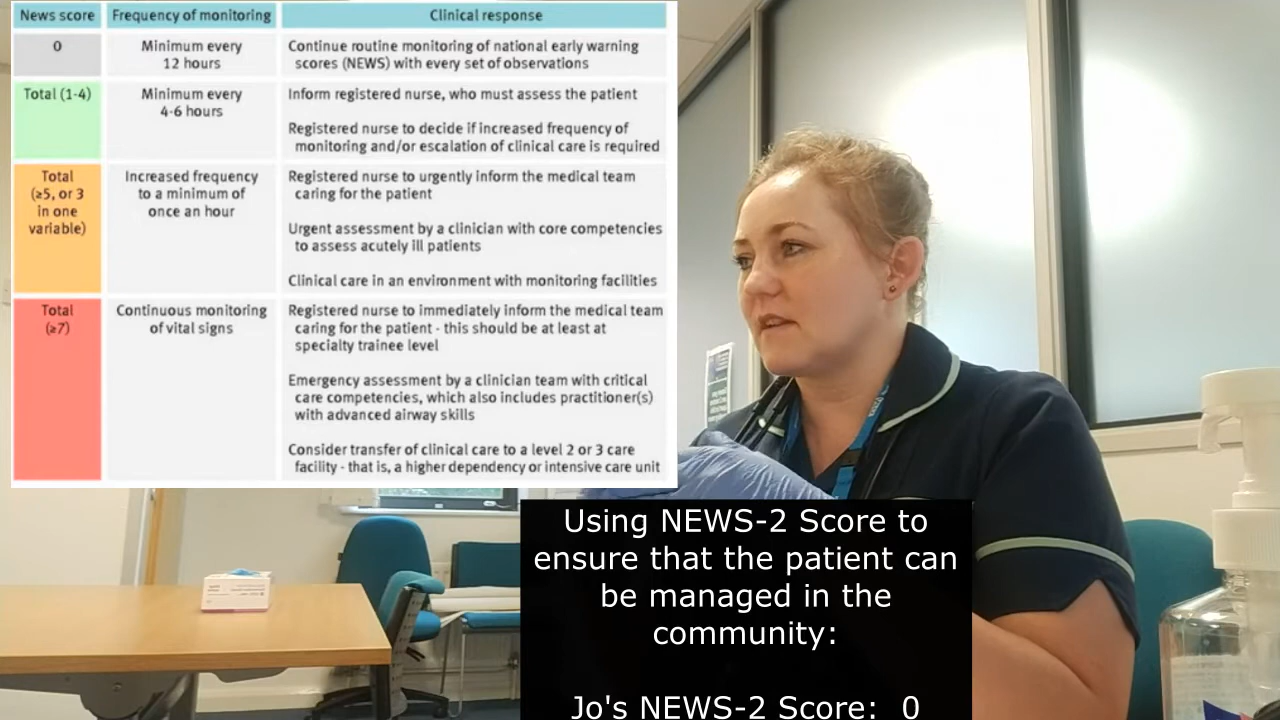 News score
Frequency of monitoring
Clinical response
0
Minimum every
12 hours
Continue routine monitoring of national early warning
scores (NEWS) with every set of observations
Total (1-4)
Minimum every
4-6 hours
Inform registered nurse, who must assess the patient
Registered nurse to decide if increased frequency of
monitoring and/or escalation of clinical care is required
Total
(≥5, or 3
in one
variable)
Increased frequency
to a minimum of
once an hour
Registered nurse to urgently inform the medical team
caring for the patient
Urgent assessment by a clinician with core competencies
to assess acutely ill patients
Clinical care in an environment with monitoring facilities
Total
(≥7)
Continuous monitoring
of vital signs
Registered nurse to immediately inform the medical team
caring for the patient - this should be at least at
specialty trainee level
Emergency assessment by a clinician team with critical
care competencies, which also includes practitioner(s)
with advanced airway skills
Consider transfer of clinical care to a level 2 or 3 care
facility - that is, a higher dependency or intensive care unit
Using NEWS-2 Score to
ensure that the patient can
be managed in the
community:
Jo's NEWS-2 Score: 0